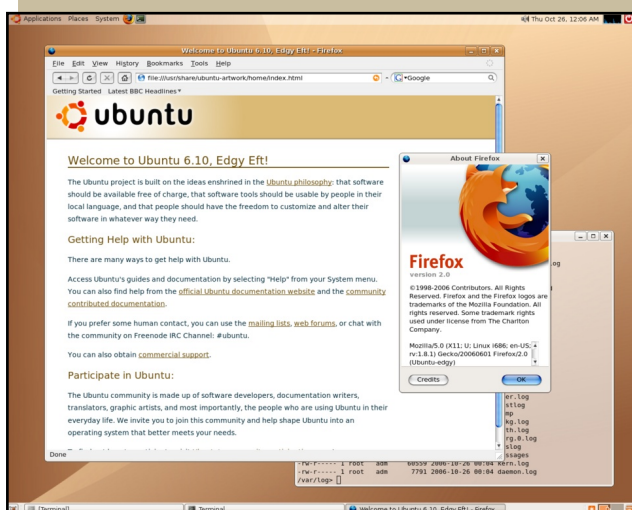 Applications Places System
Thu Oct 26, 12:06 AM
Welcome to Ubuntu 6.10, Edgy Eft! - Firefox
File Edit View History Bookmarks Tools Help
file:///usr/share/ubuntu-artwork/home/index.html
Google
Getting Started Latest BBC Headlines
ubuntu
Welcome to Ubuntu 6.10, Edgy Eft!
The Ubuntu project is built on the ideas enshrined in the Ubuntu philosophy: that software
should be available free of charge, that software tools should be usable by people in their
local language, and that people should have the freedom to customize and alter their
software in whatever way they need.
Getting Help with Ubuntu:
There are many ways to get help with Ubuntu.
Access Ubuntu's guides and documentation by selecting "Help" from your System menu.
You can also find help from the official Ubuntu documentation website and the community
contributed documentation.
If you prefer some human contact, you can use the mailing lists, web forums, or chat with
the community on Freenode IRC Channel: #ubuntu.
You can also obtain commercial support.
Participate in Ubuntu:
The Ubuntu community is made up of software developers, documentation writers,
translators, graphic artists, and most importantly, the people who are using Ubuntu in their
everyday life. We invite you to join this community and help shape Ubuntu into an
operating system that better meets your needs.
Done
About Firefox
Firefox
version 2.0
©1998-2006 Contributors. All Rights
Reserved. Firefox and the Firefox logos are
trademarks of the Mozilla Foundation. All
rights reserved. Some trademark rights
used under license from The Charlton
Company.
Mozilla/5.0 (X11; U; Linux i686; en-US;
rv:1.8.1) Gecko/20060601 Firefox/2.0
(Ubuntu-edgy)
Credits OK
og
er.log
stlog
mp
kg.log
th.log
rg.0.log
slog
ssages
-rw-r----- 1 root adm 60559 2006-10-26 00:04 kern.log
-rw-r----- 1 root adm 7791 2006-10-26 00:04 daemon.log
/var/log>
[Terminal] Terminal Welcome to Ubuntu 6.10, Edgy Eft! - Firefox